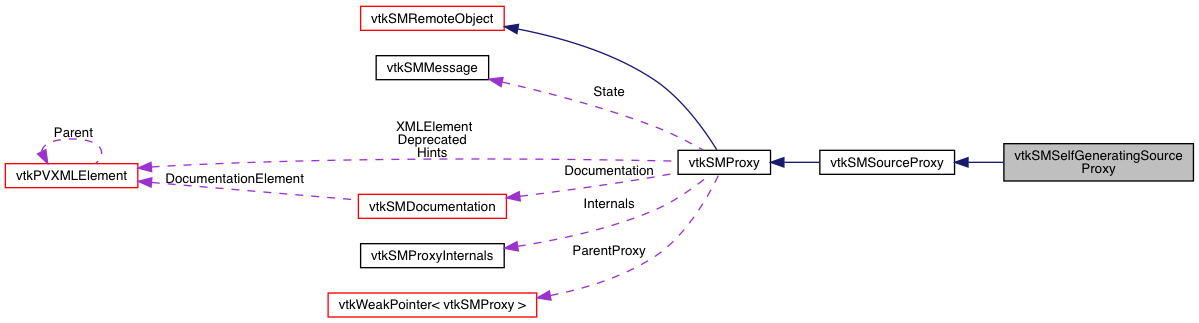 vtkSMRemoteObject
vtkSMMessage
State
XMLElement
Deprecated
Hints
Parent
vtkPVXMLElement
DocumentationElement
Documentation
vtkSMDocumentation
vtkSMProxy
vtkSMSourceProxy
vtkSMSelfGeneratingSource
Proxy
Internals
vtkSMProxyInternals
ParentProxy
vtkWeakPointer< vtkSMProxy >